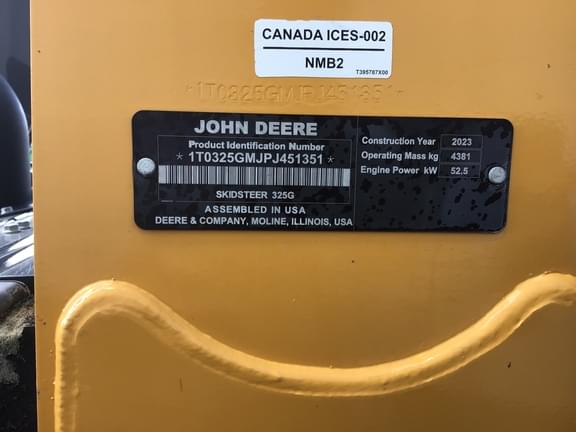 CANADA ICES-002
NMB2
T395787X00
*1T0325GMJPJ451351*
JOHN DEERE
Product Identification Number
*1T0325GMJPJ451351*
SKIDSTEER 325G
ASSEMBLED IN USA
DEERE & COMPANY, MOLINE, ILLINOIS, USA
Construction Year 2023
Operating Mass kg 4381
Engine Power kW 52.5